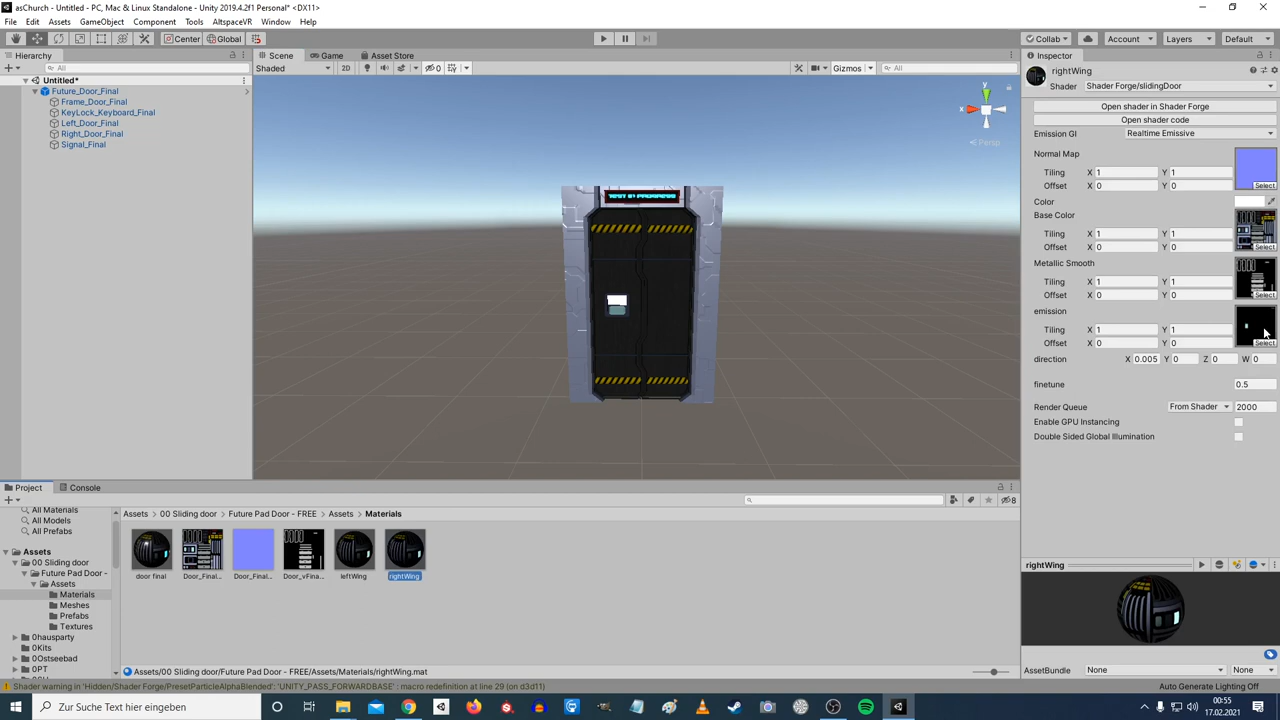 asChurch - Untitled - PC, Mac & Linux Standalone - Unity 2019.4.2f1 Personal* <DX11>
File Edit Assets GameObject Component Tools AltspaceVR Window Help
Center Global Collab Account Layers Default
Hierarchy Scene Game Asset Store Inspector
All Shaded 2D 0 Gizmos All
rightWing
Shader Shader Forge/slidingDoor
Untitled*
Future_Door_Final
Frame_Door_Final
KeyLock_Keyboard_Final
Left_Door_Final
Right_Door_Final
Signal_Final
y
x
Persp
Open shader in Shader Forge
Open shader code
Emission GI Realtime Emissive
Normal Map
Tiling X 1 Y 1
Offset X 0 Y 0 Select
Color
Base Color
Tiling X 1 Y 1
Offset X 0 Y 0 Select
Metallic Smooth
Tiling X 1 Y 1
Offset X 0 Y 0 Select
emission
Tiling X 1 Y 1
Offset X 0 Y 0 Select
direction X 0.005 Y 0 Z 0 W 0
finetune 0.5
Render Queue From Shader 2000
Enable GPU Instancing
Double Sided Global Illumination
Project Console
8
All Materials
All Models
All Prefabs
Assets
00 Sliding door
Future Pad Door -
Assets
Materials
Meshes
Prefabs
Textures
0hausparty
0Kits
0Ostseebad
0PT
Assets > 00 Sliding door > Future Pad Door - FREE > Assets > Materials
door final Door_Final... Door_Final... Door_vFina... leftWing rightWing
Assets/00 Sliding door/Future Pad Door - FREE/Assets/Materials/rightWing.mat
rightWing
AssetBundle None None
Shader warning in 'Hidden/Shader Forge/PresetParticleAlphaBlended': 'UNITY_PASS_FORWARDBASE' : macro redefinition at line 29 (on d3d11)
Auto Generate Lighting Off
Zur Suche Text hier eingeben
00:55
17.02.2021